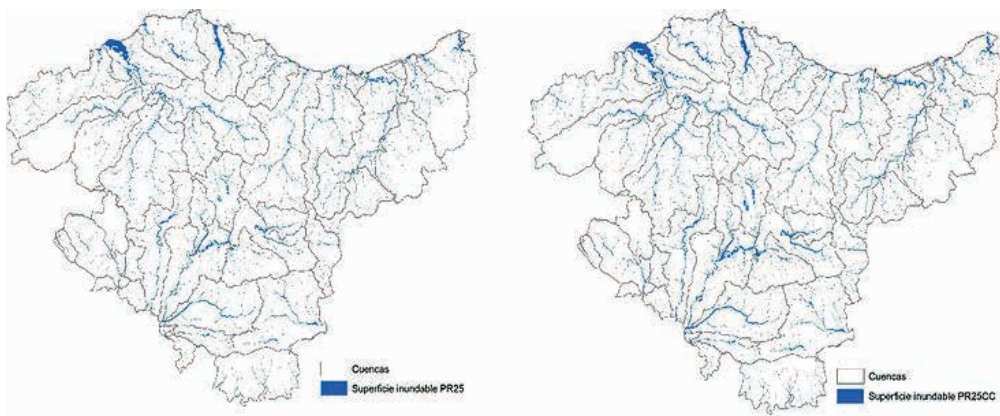 Cuencas
Superficie inundable PR25
Cuencas
Superficie inundable PR25CC